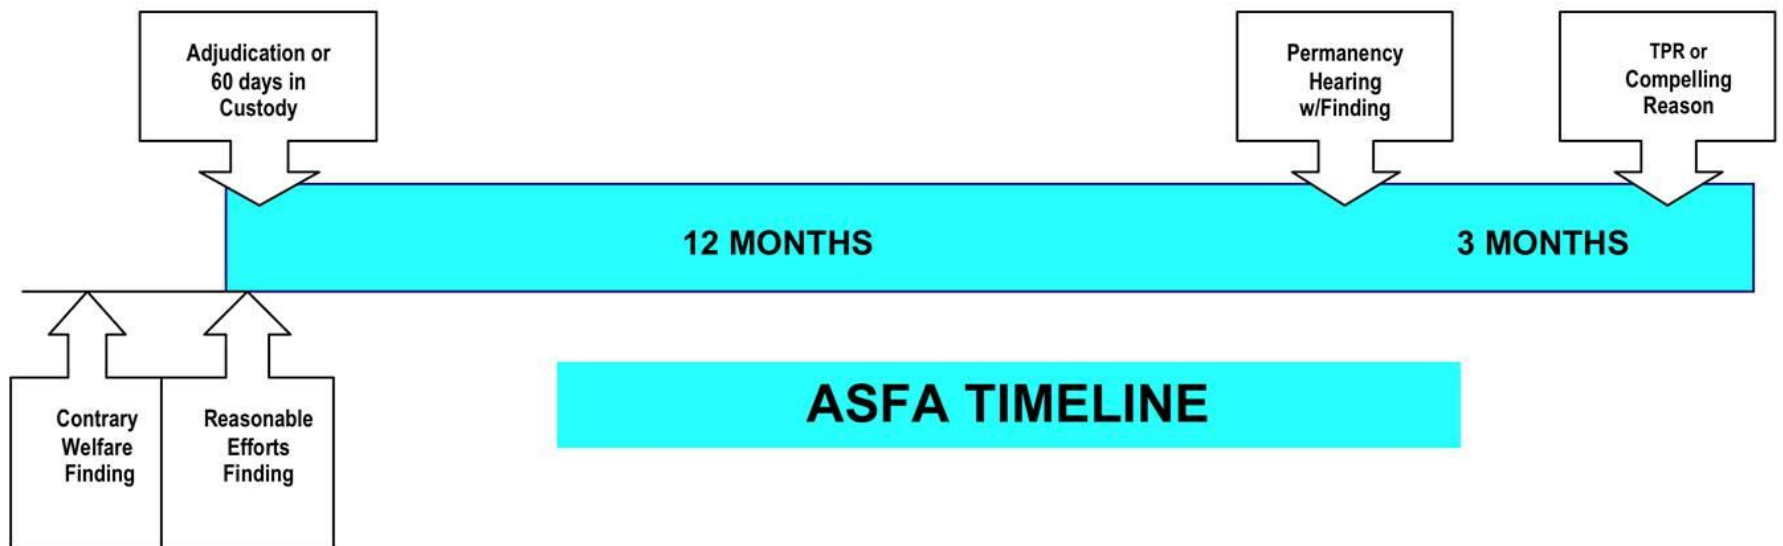 Adjudication or
60 days in
Custody
Permanency
Hearing
w/Finding
TPR or
Compelling
Reason
12 MONTHS
3 MONTHS
Contrary
Welfare
Finding
Reasonable
Efforts
Finding
ASFA TIMELINE